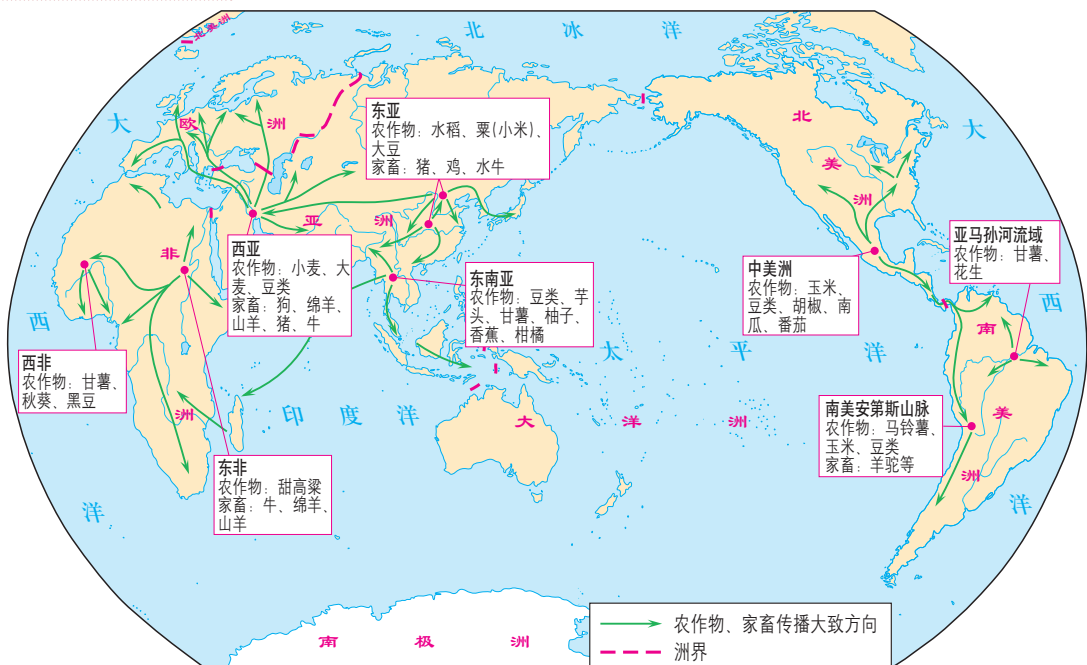 北美洲
北 冰 洋
大 西 洋
欧 洲
亚 洲
非 洲
东亚
农作物：水稻、粟(小米)、
大豆
家畜：猪、鸡、水牛
西亚
农作物：小麦、大
麦、豆类
家畜：狗、绵羊、
山羊、猪、牛
东南亚
农作物：豆类、芋
头、甘薯、柚子、
香蕉、柑橘
西非
农作物：甘薯、
秋葵、黑豆
东非
农作物：甜高粱
家畜：牛、绵羊、
山羊
印 度 洋
太 平 洋
大 洋 洲
北 美 洲
大 西 洋
中美洲
农作物：玉米、
豆类、胡椒、南
瓜、番茄
亚马孙河流域
农作物：甘薯、
花生
南美安第斯山脉
农作物：马铃薯、
玉米、豆类
家畜：羊驼等
南 美 洲
南 极 洲
农作物、家畜传播大致方向
洲界